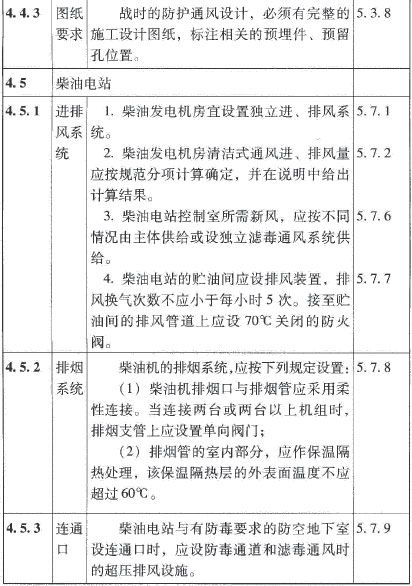 4.4.3 图纸 战时的防护通风设计，必须有完整的 5.3.8
要求 施工设计图纸，标注相关的预埋件、预留
孔位置。
4.5 柴油电站
4.5.1 进排 1. 柴油发电机房宜设置独立进、排风系 5.7.1
风系 统。
统 2. 柴油发电机房清洁式通风进、排风量 5.7.2
应按规范分项计算确定，并在说明中给出
计算结果。
3. 柴油电站控制室所需新风，应按不同 5.7.6
情况由主体供给或设独立滤毒通风系统供
给。
4. 柴油电站的贮油间应设排风装置，排 5.7.7
风换气次数不应小于每小时 5 次。接至贮
油间的排风管道上应设 70℃关闭的防火
阀。
4.5.2 排烟 柴油机的排烟系统，应按下列规定设置： 5.7.8
系统 （1）柴油机排烟口与排烟管应采用柔
性连接。当连接两台或两台以上机组时，
排烟支管上应设置单向阀门；
（2）排烟管的室内部分，应作保温隔
热处理，该保温隔热层的外表面温度不应
超过60℃。
4.5.3 连通 柴油电站与有防毒要求的防空地下室 5.7.9
口 设连通口时，应设防毒通道和滤毒通风时
的超压排风设施。